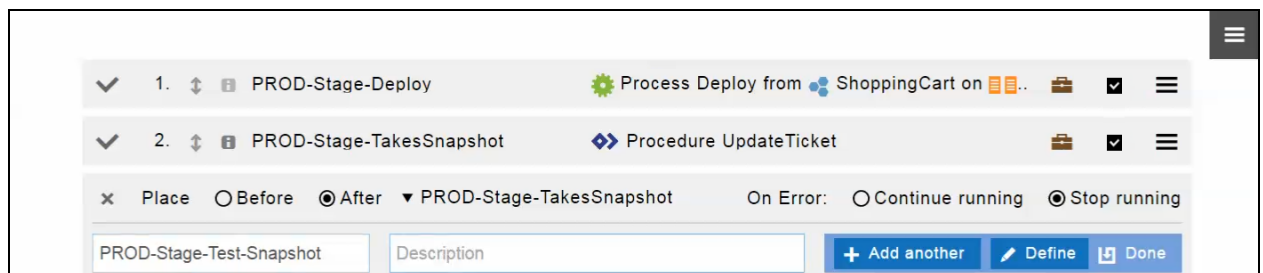 1. PROD-Stage-Deploy Process Deploy from ShoppingCart on ..
2. PROD-Stage-TakesSnapshot Procedure UpdateTicket
Place Before After PROD-Stage-TakesSnapshot On Error: Continue running Stop running
PROD-Stage-Test-Snapshot Description Add another Define Done